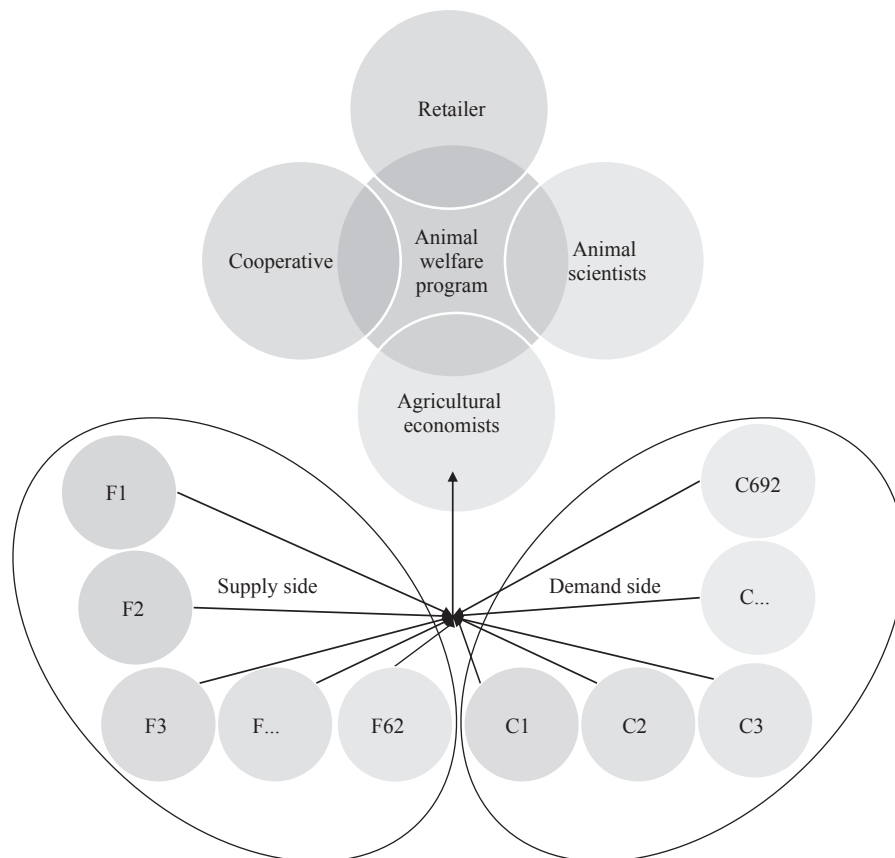 Retailer
Cooperative
Animal
welfare
program
Animal
scientists
Agricultural
economists
F1
C692
Supply side
Demand side
F2
C...
F3
F...
F62
C1
C2
C3